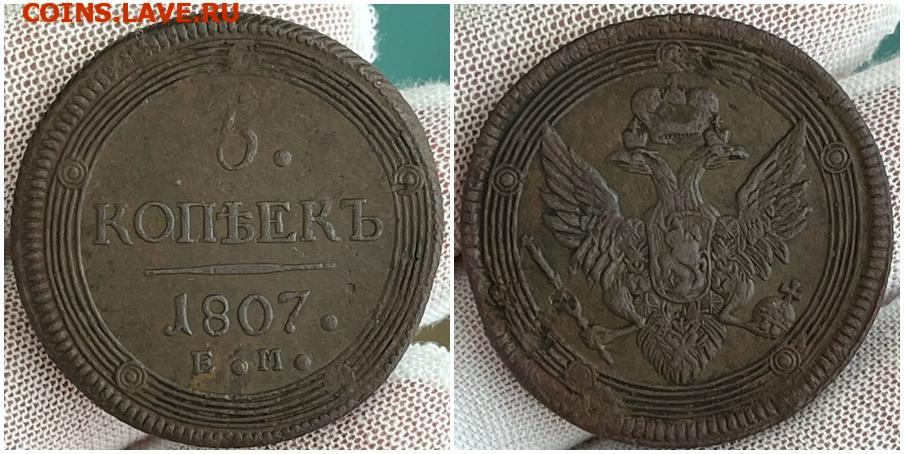 COINS.LAVE.RU
5.
КОПѢЕКЪ
1807.
Е.М.